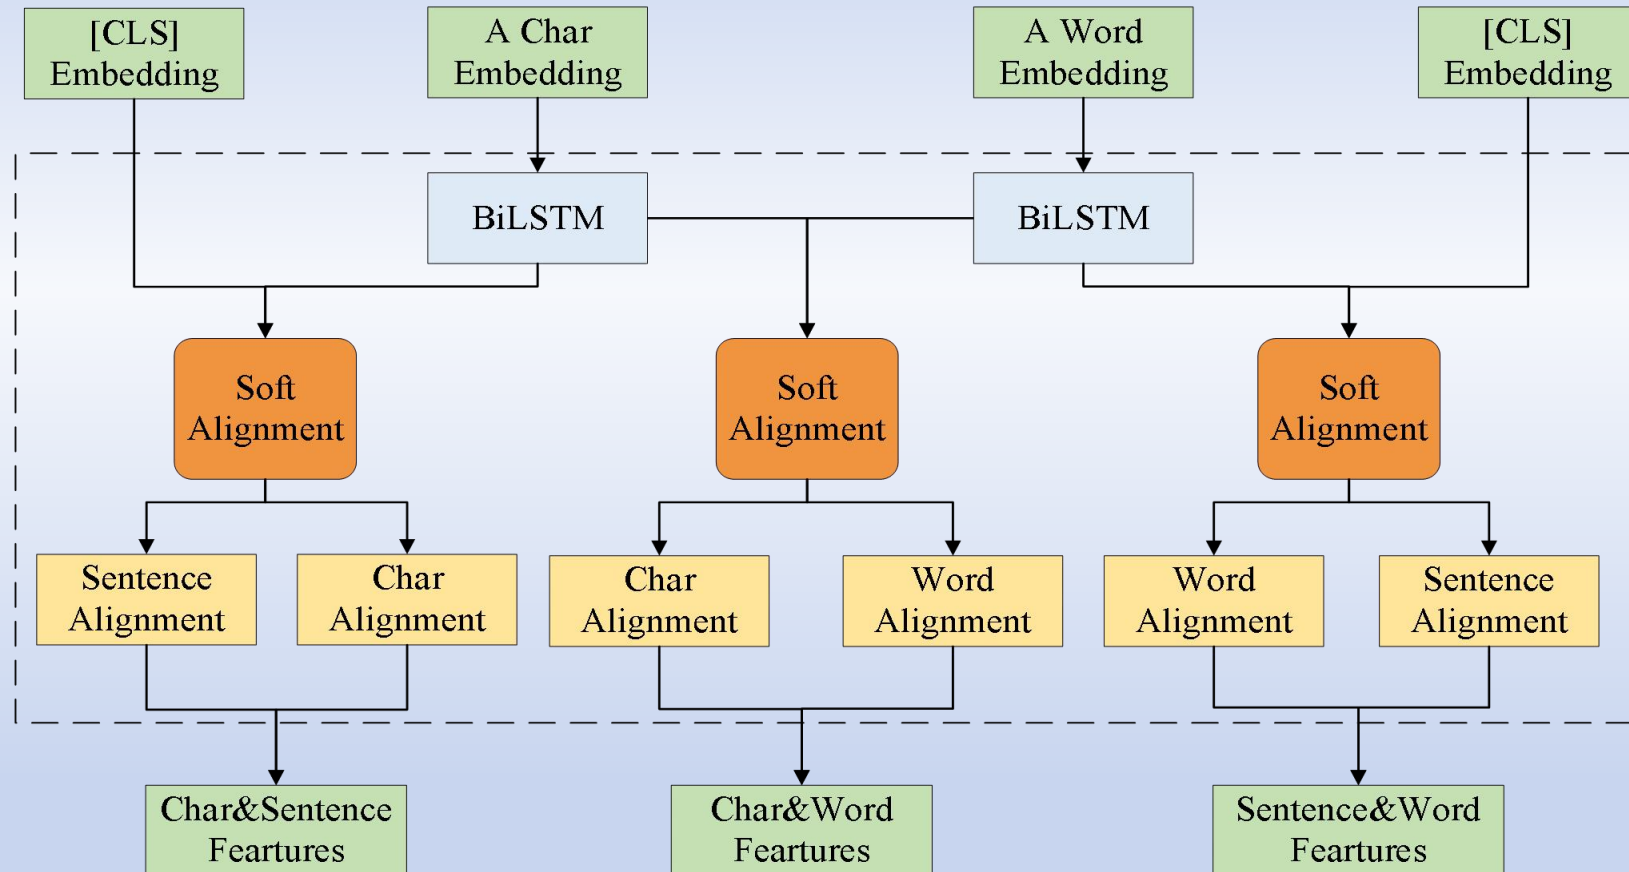 [CLS]
Embedding
A Char
Embedding
A Word
Embedding
[CLS]
Embedding
BiLSTM
BiLSTM
Soft
Alignment
Soft
Alignment
Soft
Alignment
Sentence
Alignment
Char
Alignment
Char
Alignment
Word
Alignment
Word
Alignment
Sentence
Alignment
Char&Sentence
Feartures
Char&Word
Feartures
Sentence&Word
Feartures